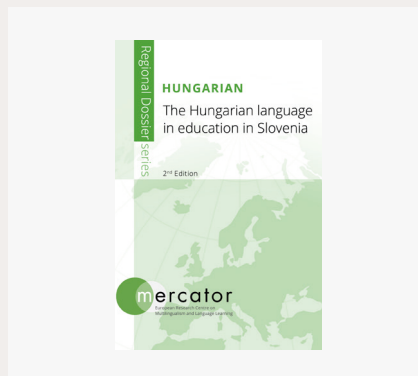 Regional Dossier series
HUNGARIAN
The Hungarian language
in education in Slovenia
2nd Edition
mercator
European Research Centre on
Multilingualism and Language Learning